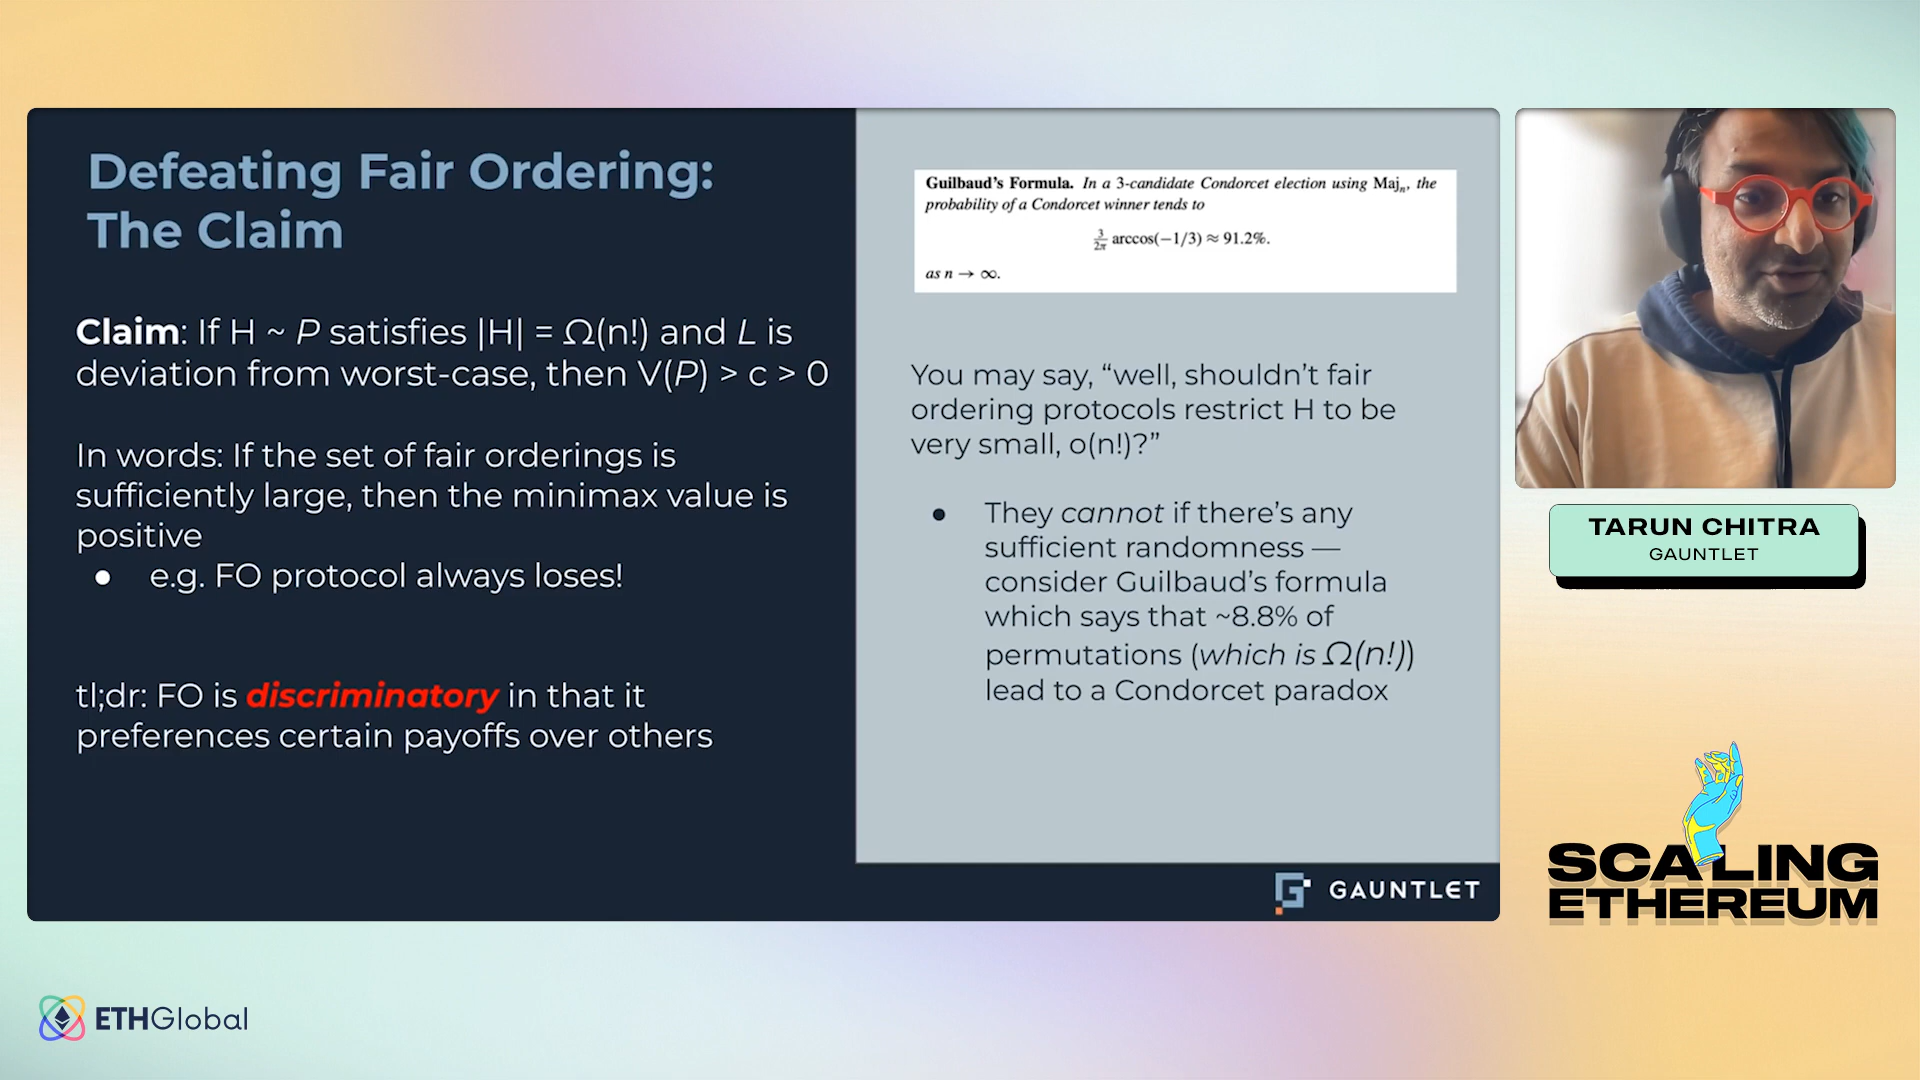 Defeating Fair Ordering:
The Claim
Claim: If H ~ P satisfies |H| = Ω(n!) and L is
deviation from worst-case, then V(P) > c > 0
In words: If the set of fair orderings is
sufficiently large, then the minimax value is
positive
● e.g. FO protocol always loses!
tl;dr: FO is discriminatory in that it
preferences certain payoffs over others
Guilbaud's Formula. In a 3-candidate Condorcet election using Majₙ, the
probability of a Condorcet winner tends to
3/2π arccos(−1/3) ≈ 91.2%.
as n → ∞.
You may say, “well, shouldn’t fair
ordering protocols restrict H to be
very small, o(n!)?”
● They cannot if there’s any
sufficient randomness —
consider Guilbaud’s formula
which says that ~8.8% of
permutations (which is Ω(n!))
lead to a Condorcet paradox
GAUNTLET
TARUN CHITRA
GAUNTLET
SCALING
ETHEREUM
ETHGlobal